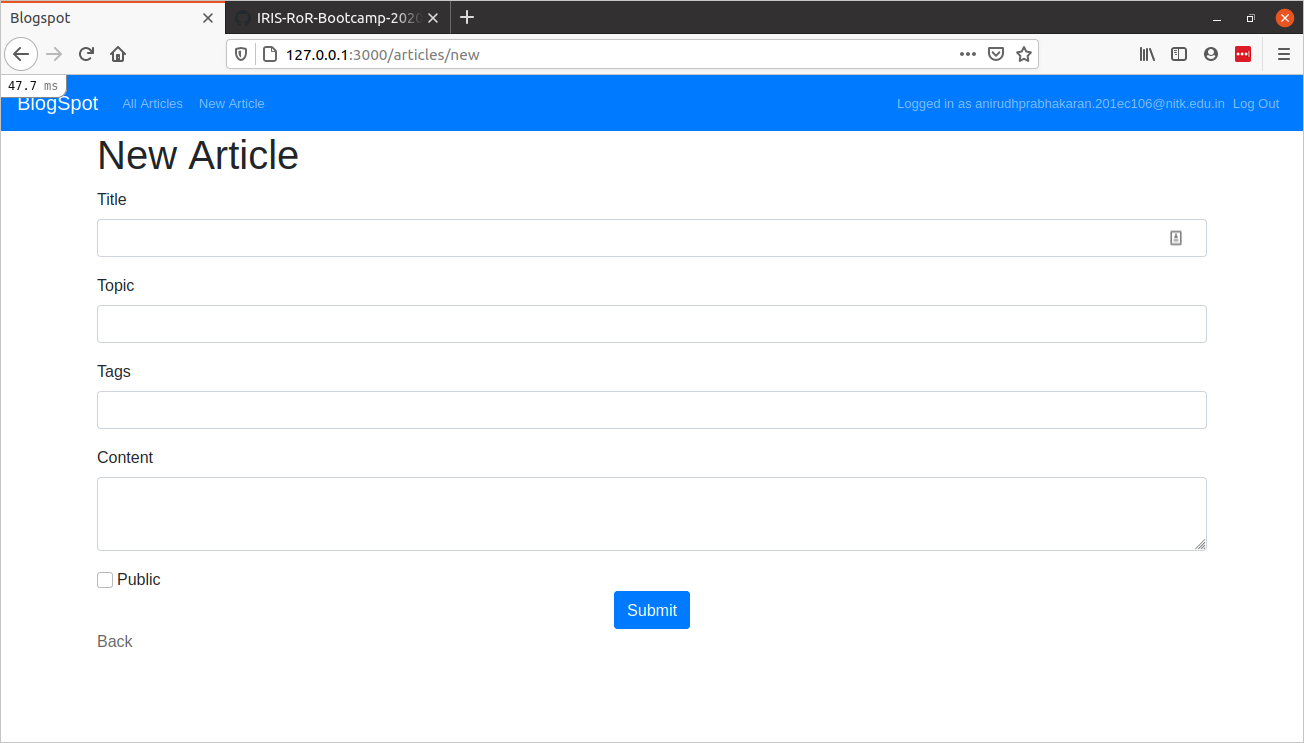 Blogspot
IRIS-RoR-Bootcamp-2020
127.0.0.1:3000/articles/new
47.7 ms
BlogSpot All Articles New Article Logged in as anirudhprabhakaran.201ec106@nitk.edu.in Log Out
New Article
Title
Topic
Tags
Content
Public
Submit
Back